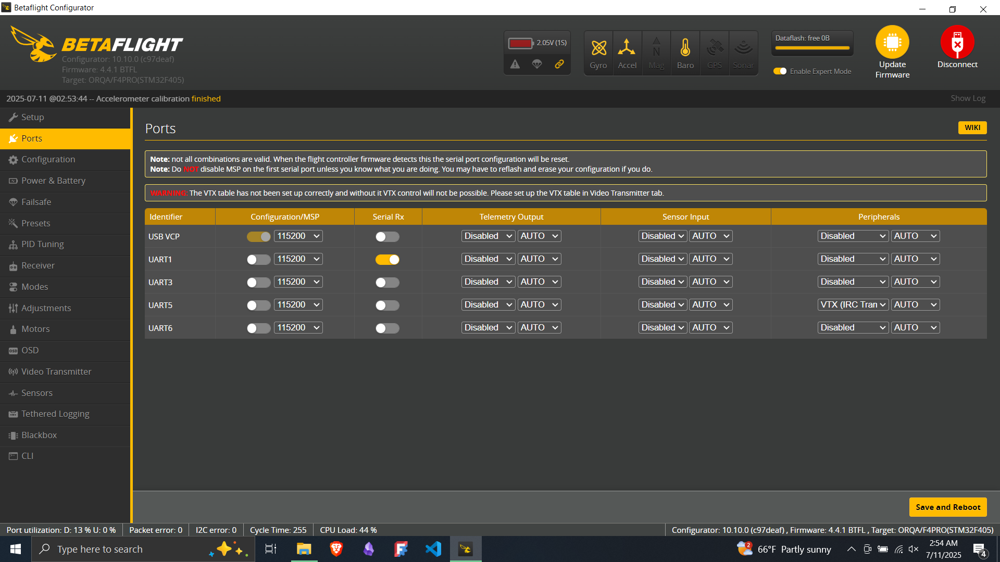 Betaflight Configurator
BETAFLIGHT
Configurator: 10.10.0 (c97deaf)
Firmware: 4.4.1 BTFL
Target: ORQA/F4PRO(STM32F405)
2.05V (1S)
Gyro
Accel
N
Mag
Baro
GPS
Sonar
Dataflash: free 0B
Enable Expert Mode
Update
Firmware
Disconnect
2025-07-11 @02:53:44 -- Accelerometer calibration finished
Show Log
Setup
Ports
Configuration
Power & Battery
Failsafe
Presets
PID Tuning
Receiver
Modes
Adjustments
Motors
OSD OSD
Video Transmitter
Sensors
Tethered Logging
Blackbox
CLI
Ports
WIKI
Note: not all combinations are valid. When the flight controller firmware detects this the serial port configuration will be reset.
Note: Do NOT disable MSP on the first serial port unless you know what you are doing. You may have to reflash and erase your configuration if you do.
WARNING: The VTX table has not been set up correctly and without it VTX control will not be possible. Please set up the VTX table in Video Transmitter tab.
Identifier Configuration/MSP Serial Rx Telemetry Output Sensor Input Peripherals
USB VCP 115200 Disabled AUTO Disabled AUTO Disabled AUTO
UART1 115200 Disabled AUTO Disabled AUTO Disabled AUTO
UART3 115200 Disabled AUTO Disabled AUTO Disabled AUTO
UART5 115200 Disabled AUTO Disabled AUTO VTX (IRC Tran AUTO
UART6 115200 Disabled AUTO Disabled AUTO Disabled AUTO
Save and Reboot
Port utilization: D: 13 % U: 0 % Packet error: 0 I2C error: 0 Cycle Time: 255 CPU Load: 44 %
Configurator: 10.10.0 (c97deaf) , Firmware: 4.4.1 BTFL , Target: ORQA/F4PRO(STM32F405)
Type here to search
2
66°F Partly sunny
2:54 AM
7/11/2025
4